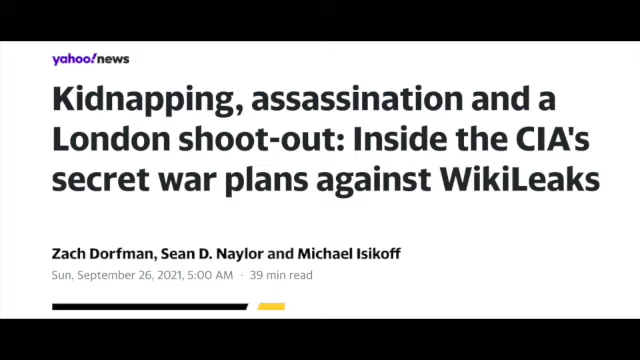 yahoo!news
Kidnapping, assassination and a
London shoot-out: Inside the CIA's
secret war plans against WikiLeaks
Zach Dorfman, Sean D. Naylor and Michael Isikoff
Sun, September 26, 2021, 5:00 AM · 39 min read